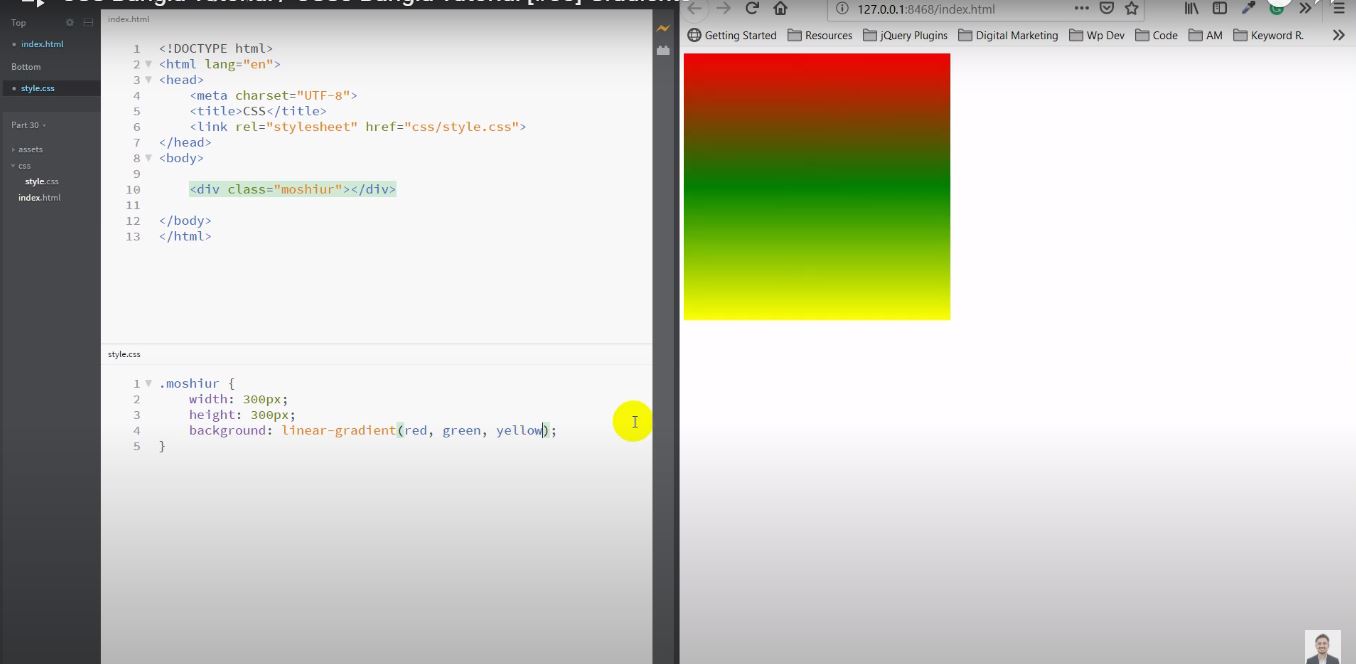 CSS Bangla Tutorial / CSS3 Bangla Tutorial [#30] Gradients
Top
index.html
Bottom
style.css
Part 30
assets
css
style.css
index.html
index.html
1 <!DOCTYPE html>
2 <html lang="en">
3 <head>
4 <meta charset="UTF-8">
5 <title>CSS</title>
6 <link rel="stylesheet" href="css/style.css">
7 </head>
8 <body>
9
10 <div class="moshiur"></div>
11
12 </body>
13 </html>
style.css
1 .moshiur {
2 width: 300px;
3 height: 300px;
4 background: linear-gradient(red, green, yellow);
5 }
127.0.0.1:8468/index.html
Getting Started Resources jQuery Plugins Digital Marketing Wp Dev Code AM Keyword R.